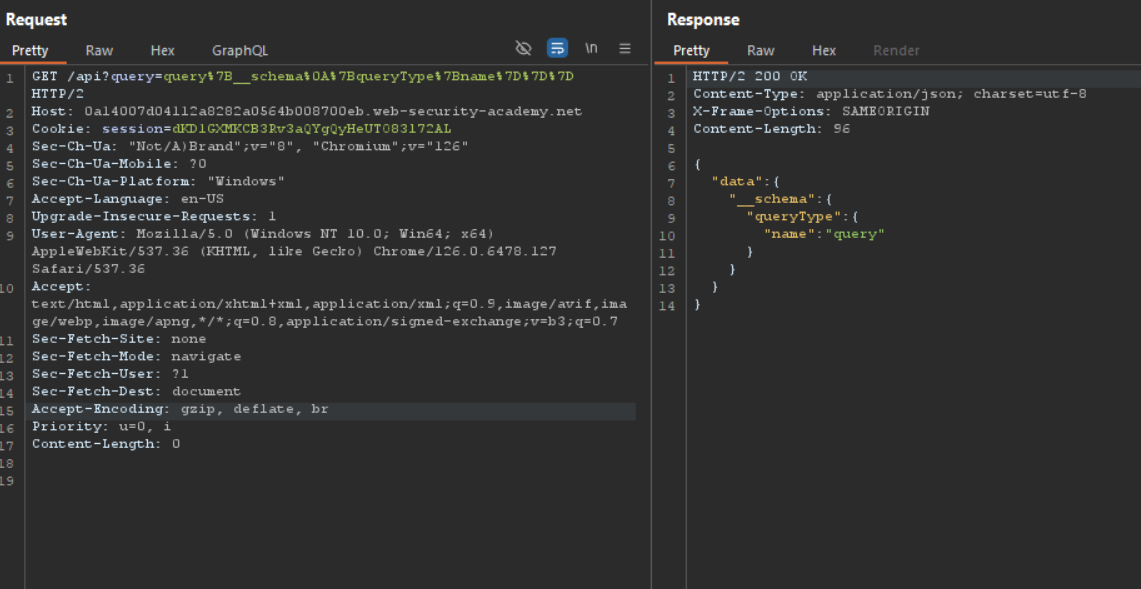 Request
Pretty Raw Hex GraphQL \n
1 GET /api?query=query%7B__schema%0A%7BqueryType%7Bname%7D%7D%7D
HTTP/2
2 Host: 0a14007d04112a8282a0564b008700eb.web-security-academy.net
3 Cookie: session=dKD1GXMKCB3Rv3aQYgQyHeUTO83172AL
4 Sec-Ch-Ua: "Not/A)Brand";v="8", "Chromium";v="126"
5 Sec-Ch-Ua-Mobile: ?0
6 Sec-Ch-Ua-Platform: "Windows"
7 Accept-Language: en-US
8 Upgrade-Insecure-Requests: 1
9 User-Agent: Mozilla/5.0 (Windows NT 10.0; Win64; x64)
AppleWebKit/537.36 (KHTML, like Gecko) Chrome/126.0.6478.127
Safari/537.36
10 Accept:
text/html,application/xhtml+xml,application/xml;q=0.9,image/avif,ima
ge/webp,image/apng,*/*;q=0.8,application/signed-exchange;v=b3;q=0.7
11 Sec-Fetch-Site: none
12 Sec-Fetch-Mode: navigate
13 Sec-Fetch-User: ?1
14 Sec-Fetch-Dest: document
15 Accept-Encoding: gzip, deflate, br
16 Priority: u=0, i
17 Content-Length: 0
18
19
Response
Pretty Raw Hex Render
1 HTTP/2 200 OK
2 Content-Type: application/json; charset=utf-8
3 X-Frame-Options: SAMEORIGIN
4 Content-Length: 96
5
6 {
7 "data":{
8 "__schema":{
9 "queryType":{
10 "name":"query"
11 }
12 }
13 }
14 }